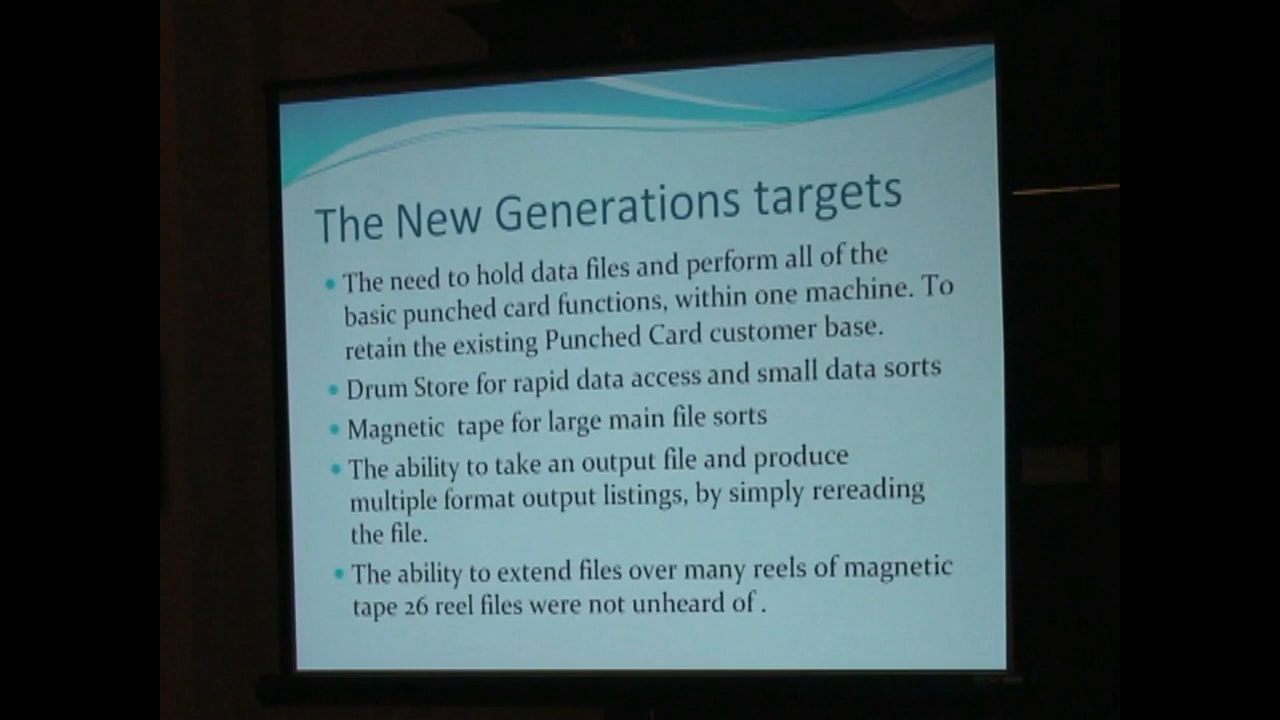 The New Generations targets
• The need to hold data files and perform all of the
basic punched card functions, within one machine. To
retain the existing Punched Card customer base.
• Drum Store for rapid data access and small data sorts
• Magnetic tape for large main file sorts
• The ability to take an output file and produce
multiple format output listings, by simply rereading
the file.
• The ability to extend files over many reels of magnetic
tape 26 reel files were not unheard of .